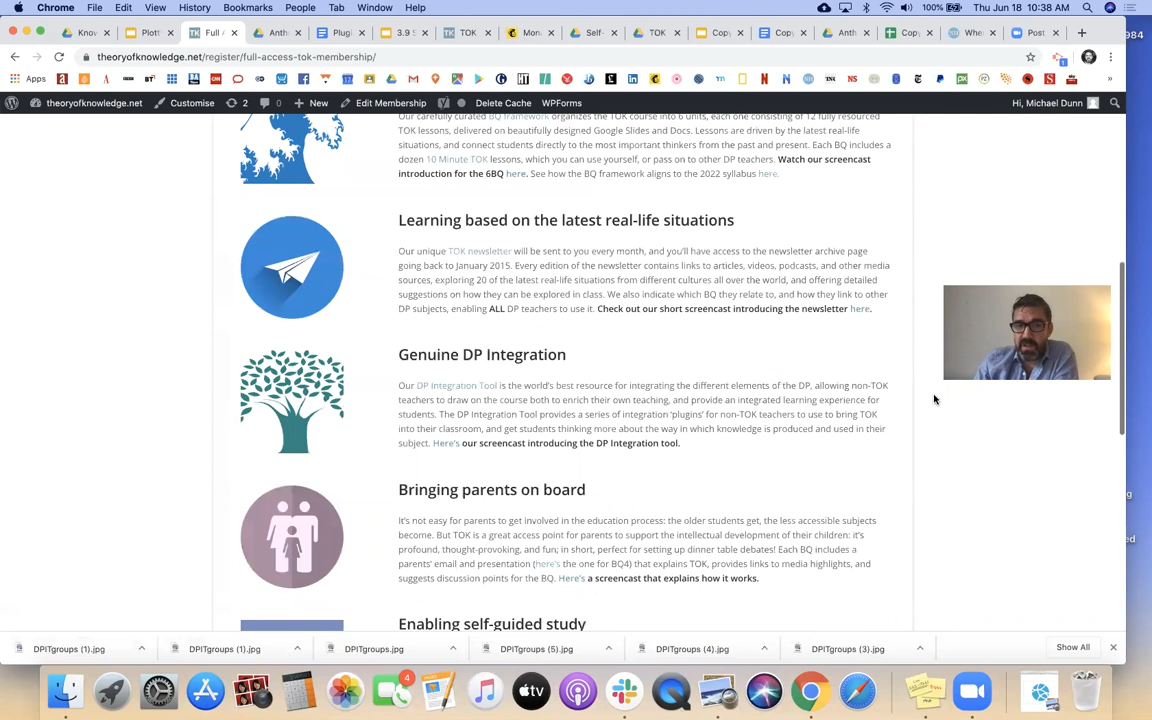 Chrome File Edit View History Bookmarks People Tab Window Help 100% Thu Jun 18 10:38 AM
Know Plott Full A Anth Plugi 3.9 S TOK Man Self- TOK Copy Copy Anth Copy Whe Post 984
theoryofknowledge.net/register/full-access-tok-membership/
Apps
theoryofknowledge.net Customise 2 0 New Edit Membership Delete Cache WPForms Hi, Michael Dunn
Our carefully curated BQ framework organizes the TOK course into 6 units, each one consisting of 12 fully resourced
TOK lessons, delivered on beautifully designed Google Slides and Docs. Lessons are driven by the latest real-life
situations, and connect students directly to the most important thinkers from the past and present. Each BQ includes a
dozen 10 Minute TOK lessons, which you can use yourself, or pass on to other DP teachers. Watch our screencast
introduction for the 6BQ here. See how the BQ framework aligns to the 2022 syllabus here.
Learning based on the latest real-life situations
Our unique TOK newsletter will be sent to you every month, and you'll have access to the newsletter archive page
going back to January 2015. Every edition of the newsletter contains links to articles, videos, podcasts, and other media
sources, exploring 20 of the latest real-life situations from different cultures all over the world, and offering detailed
suggestions on how they can be explored in class. We also indicate which BQ they relate to, and how they link to other
DP subjects, enabling ALL DP teachers to use it. Check out our short screencast introducing the newsletter here.
Genuine DP Integration
Our DP Integration Tool is the world's best resource for integrating the different elements of the DP, allowing non-TOK
teachers to draw on the course both to enrich their own teaching, and provide an integrated learning experience for
students. The DP Integration Tool provides a series of integration 'plugins' for non-TOK teachers to use to bring TOK
into their classroom, and get students thinking more about the way in which knowledge is produced and used in their
subject. Here's our screencast introducing the DP Integration tool.
Bringing parents on board
It's not easy for parents to get involved in the education process: the older students get, the less accessible subjects
become. But TOK is a great access point for parents to support the intellectual development of their children: it's
profound, thought-provoking, and fun; in short, perfect for setting up dinner table debates! Each BQ includes a
parents' email and presentation (here's the one for BQ4) that explains TOK, provides links to media highlights, and
suggests discussion points for the BQ. Here's a screencast that explains how it works.
Enabling self-guided study
DPITgroups (1).jpg DPITgroups (1).jpg DPITgroups.jpg DPITgroups (5).jpg DPITgroups (4).jpg DPITgroups (3).jpg Show All
4
tv